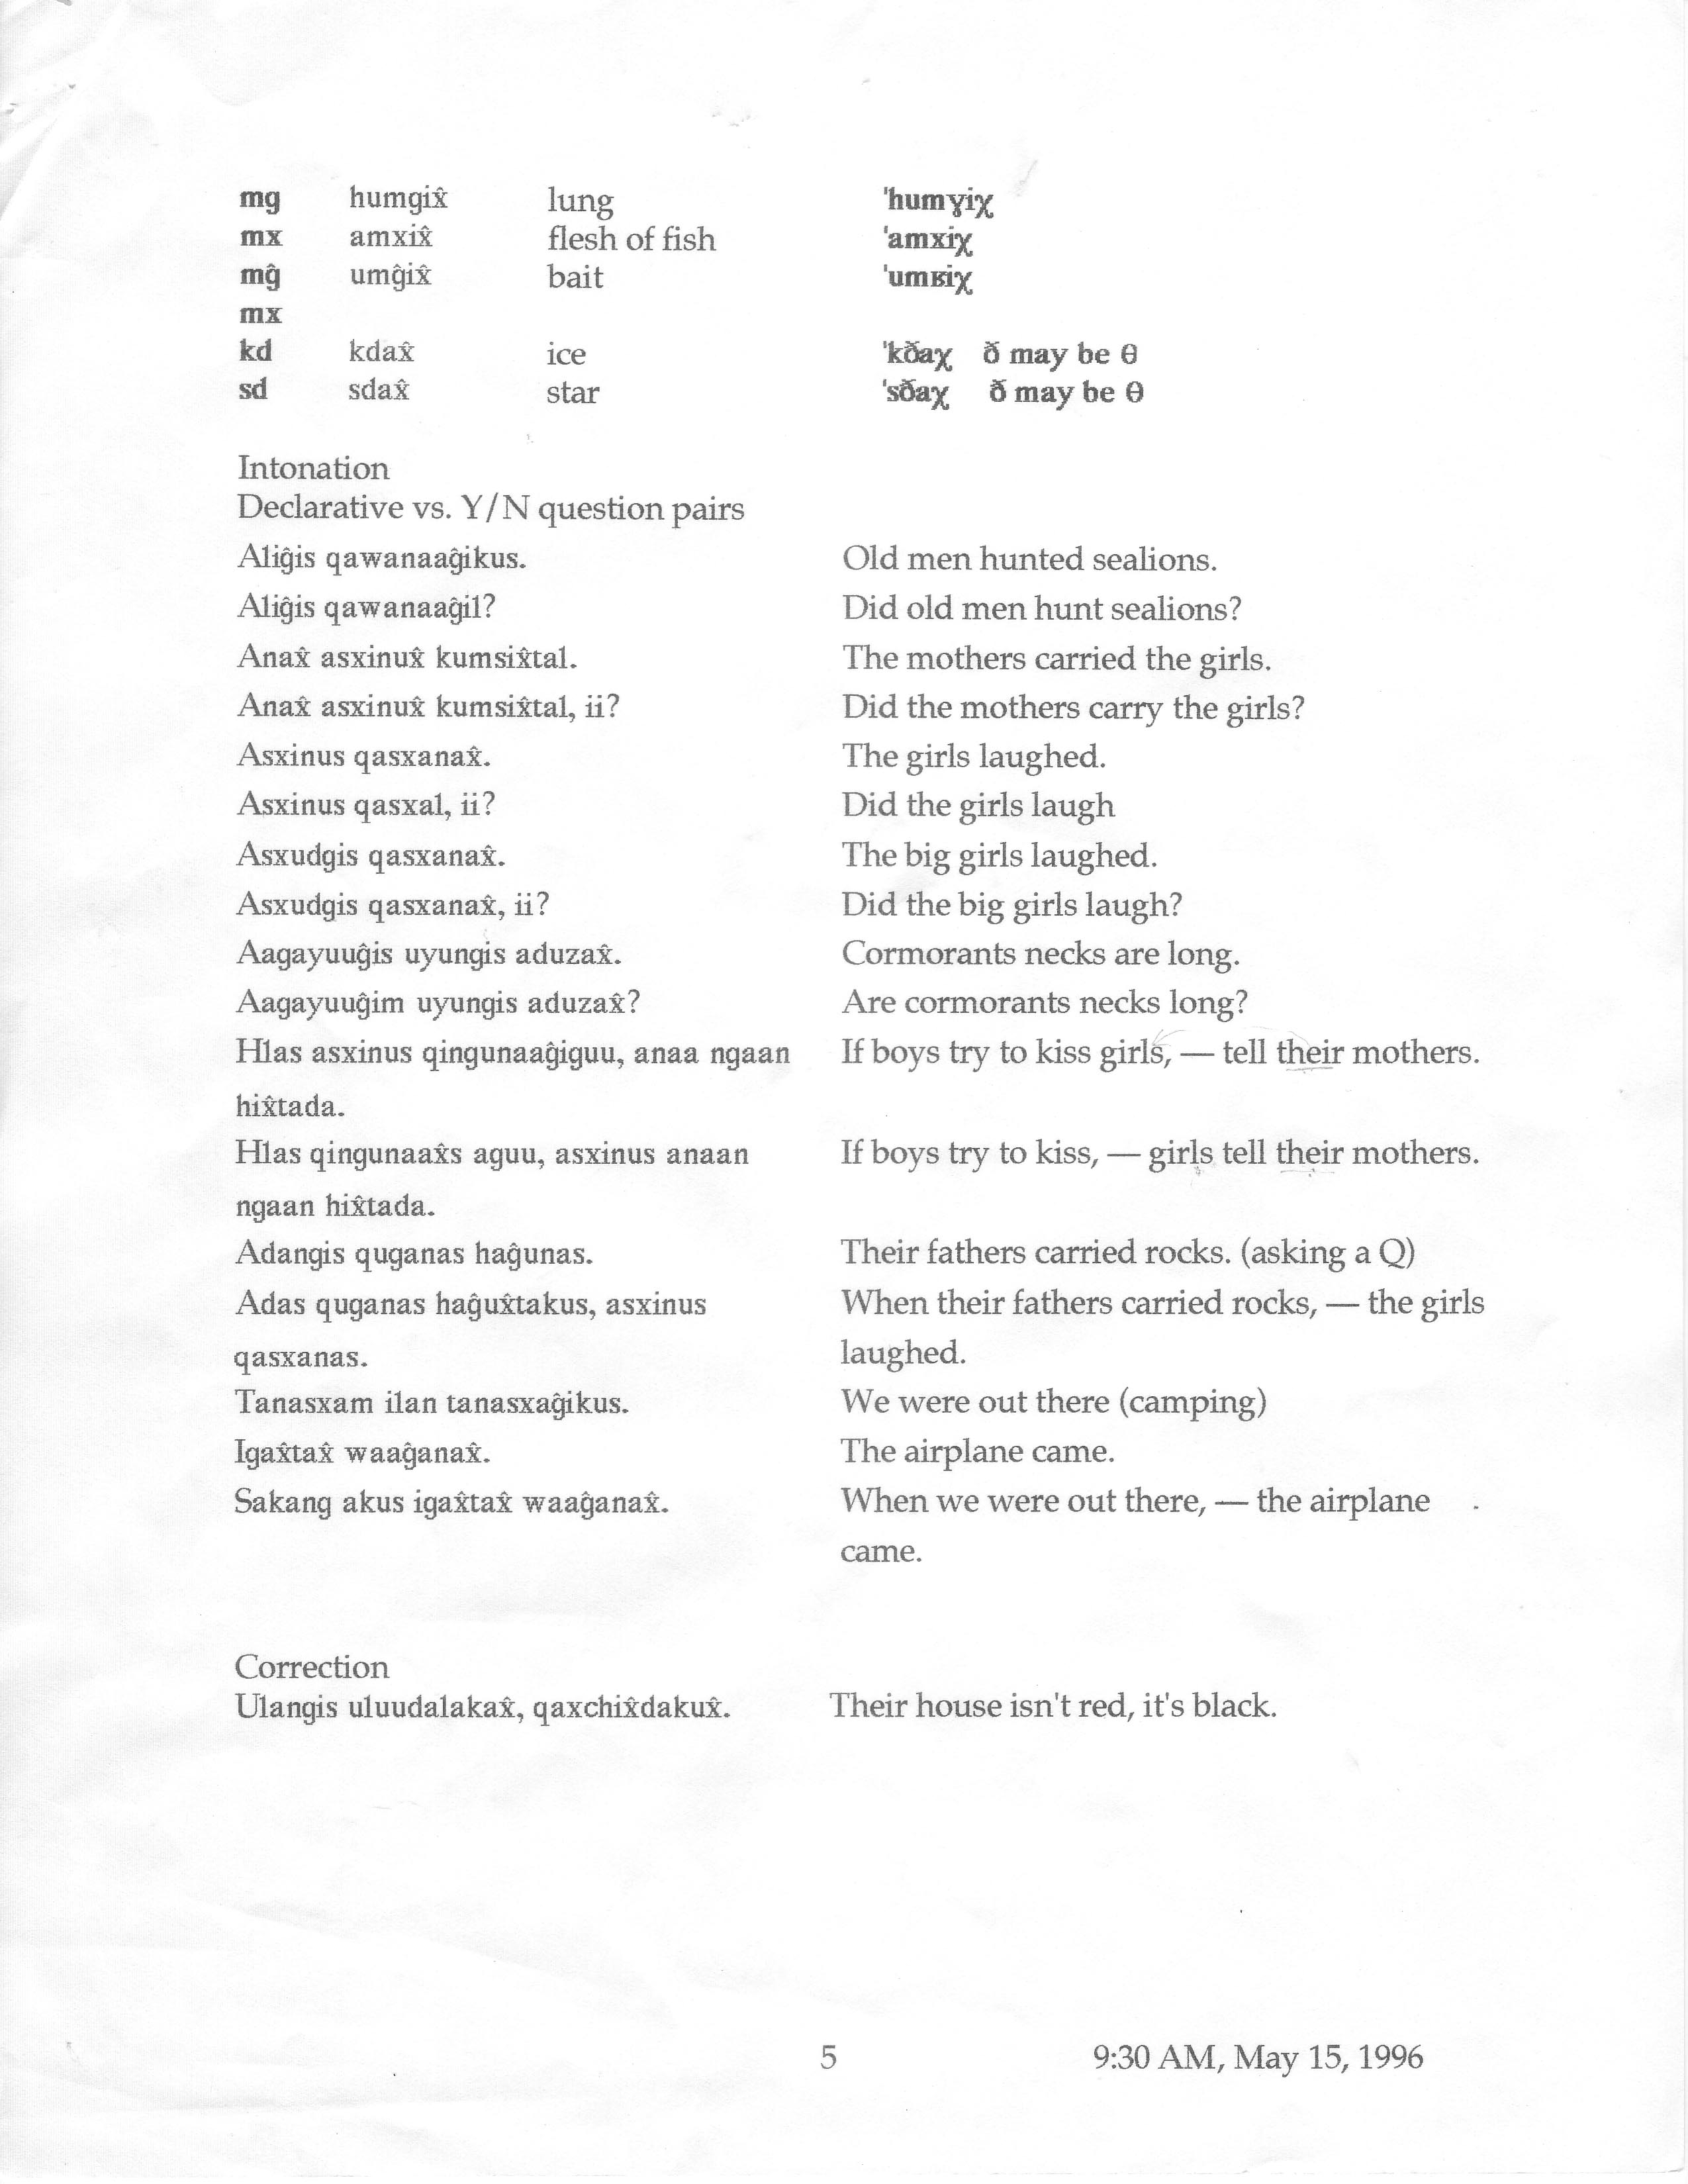 mg humgix̂ lung ˈhumɣiχ
mx amxix̂ flesh of fish ˈamxiχ
mĝ umĝix̂ bait ˈumʁiχ
mx
kd kdax̂ ice ˈkðaχ ð may be θ
sd sdax̂ star ˈsðaχ ð may be θ
Intonation
Declarative vs. Y/N question pairs
Aliĝis qawanaaĝikus. Old men hunted sealions.
Aliĝis qawanaaĝil? Did old men hunt sealions?
Anax̂ asxinux̂ kumsix̂tal. The mothers carried the girls.
Anax̂ asxinux̂ kumsix̂tal, ii? Did the mothers carry the girls?
Asxinus qasxanax̂. The girls laughed.
Asxinus qasxal, ii? Did the girls laugh
Asxudgis qasxanax̂. The big girls laughed.
Asxudgis qasxanax̂, ii? Did the big girls laugh?
Aagayuuĝis uyungis aduzax̂. Cormorants necks are long.
Aagayuuĝim uyungis aduzax̂? Are cormorants necks long?
Hlas asxinus qingunaaĝiguu, anaa ngaan If boys try to kiss girls, — tell their mothers.
hix̂tada.
Hlas qingunaax̂s aguu, asxinus anaan If boys try to kiss, — girls tell their mothers.
ngaan hix̂tada.
Adangis quganas haĝunas. Their fathers carried rocks. (asking a Q)
Adas quganas haĝux̂takus, asxinus When their fathers carried rocks, — the girls
qasxanas. laughed.
Tanasxam ilan tanasxaĝikus. We were out there (camping)
Igax̂tax̂ waaĝanax̂. The airplane came.
Sakang akus igax̂tax̂ waaĝanax̂. When we were out there, — the airplane
came.
Correction
Ulangis uluudalakax̂, qaxchix̂dakux̂. Their house isn't red, it's black.
5 9:30 AM, May 15, 1996